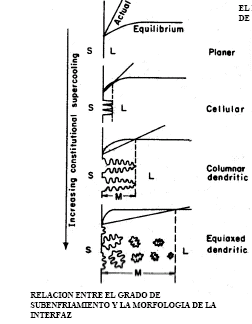 EL
DE
Actual
Equilibrium
S L
Planer
S L
Cellular
S M L
Columnar
dendritic
S L
Equiaxed
dendritic
M
Increasing constitutional supercooling
RELACION ENTRE EL GRADO DE
SUBENFRIAMIENTO Y LA MORFOLOGIA DE LA
INTERFAZ